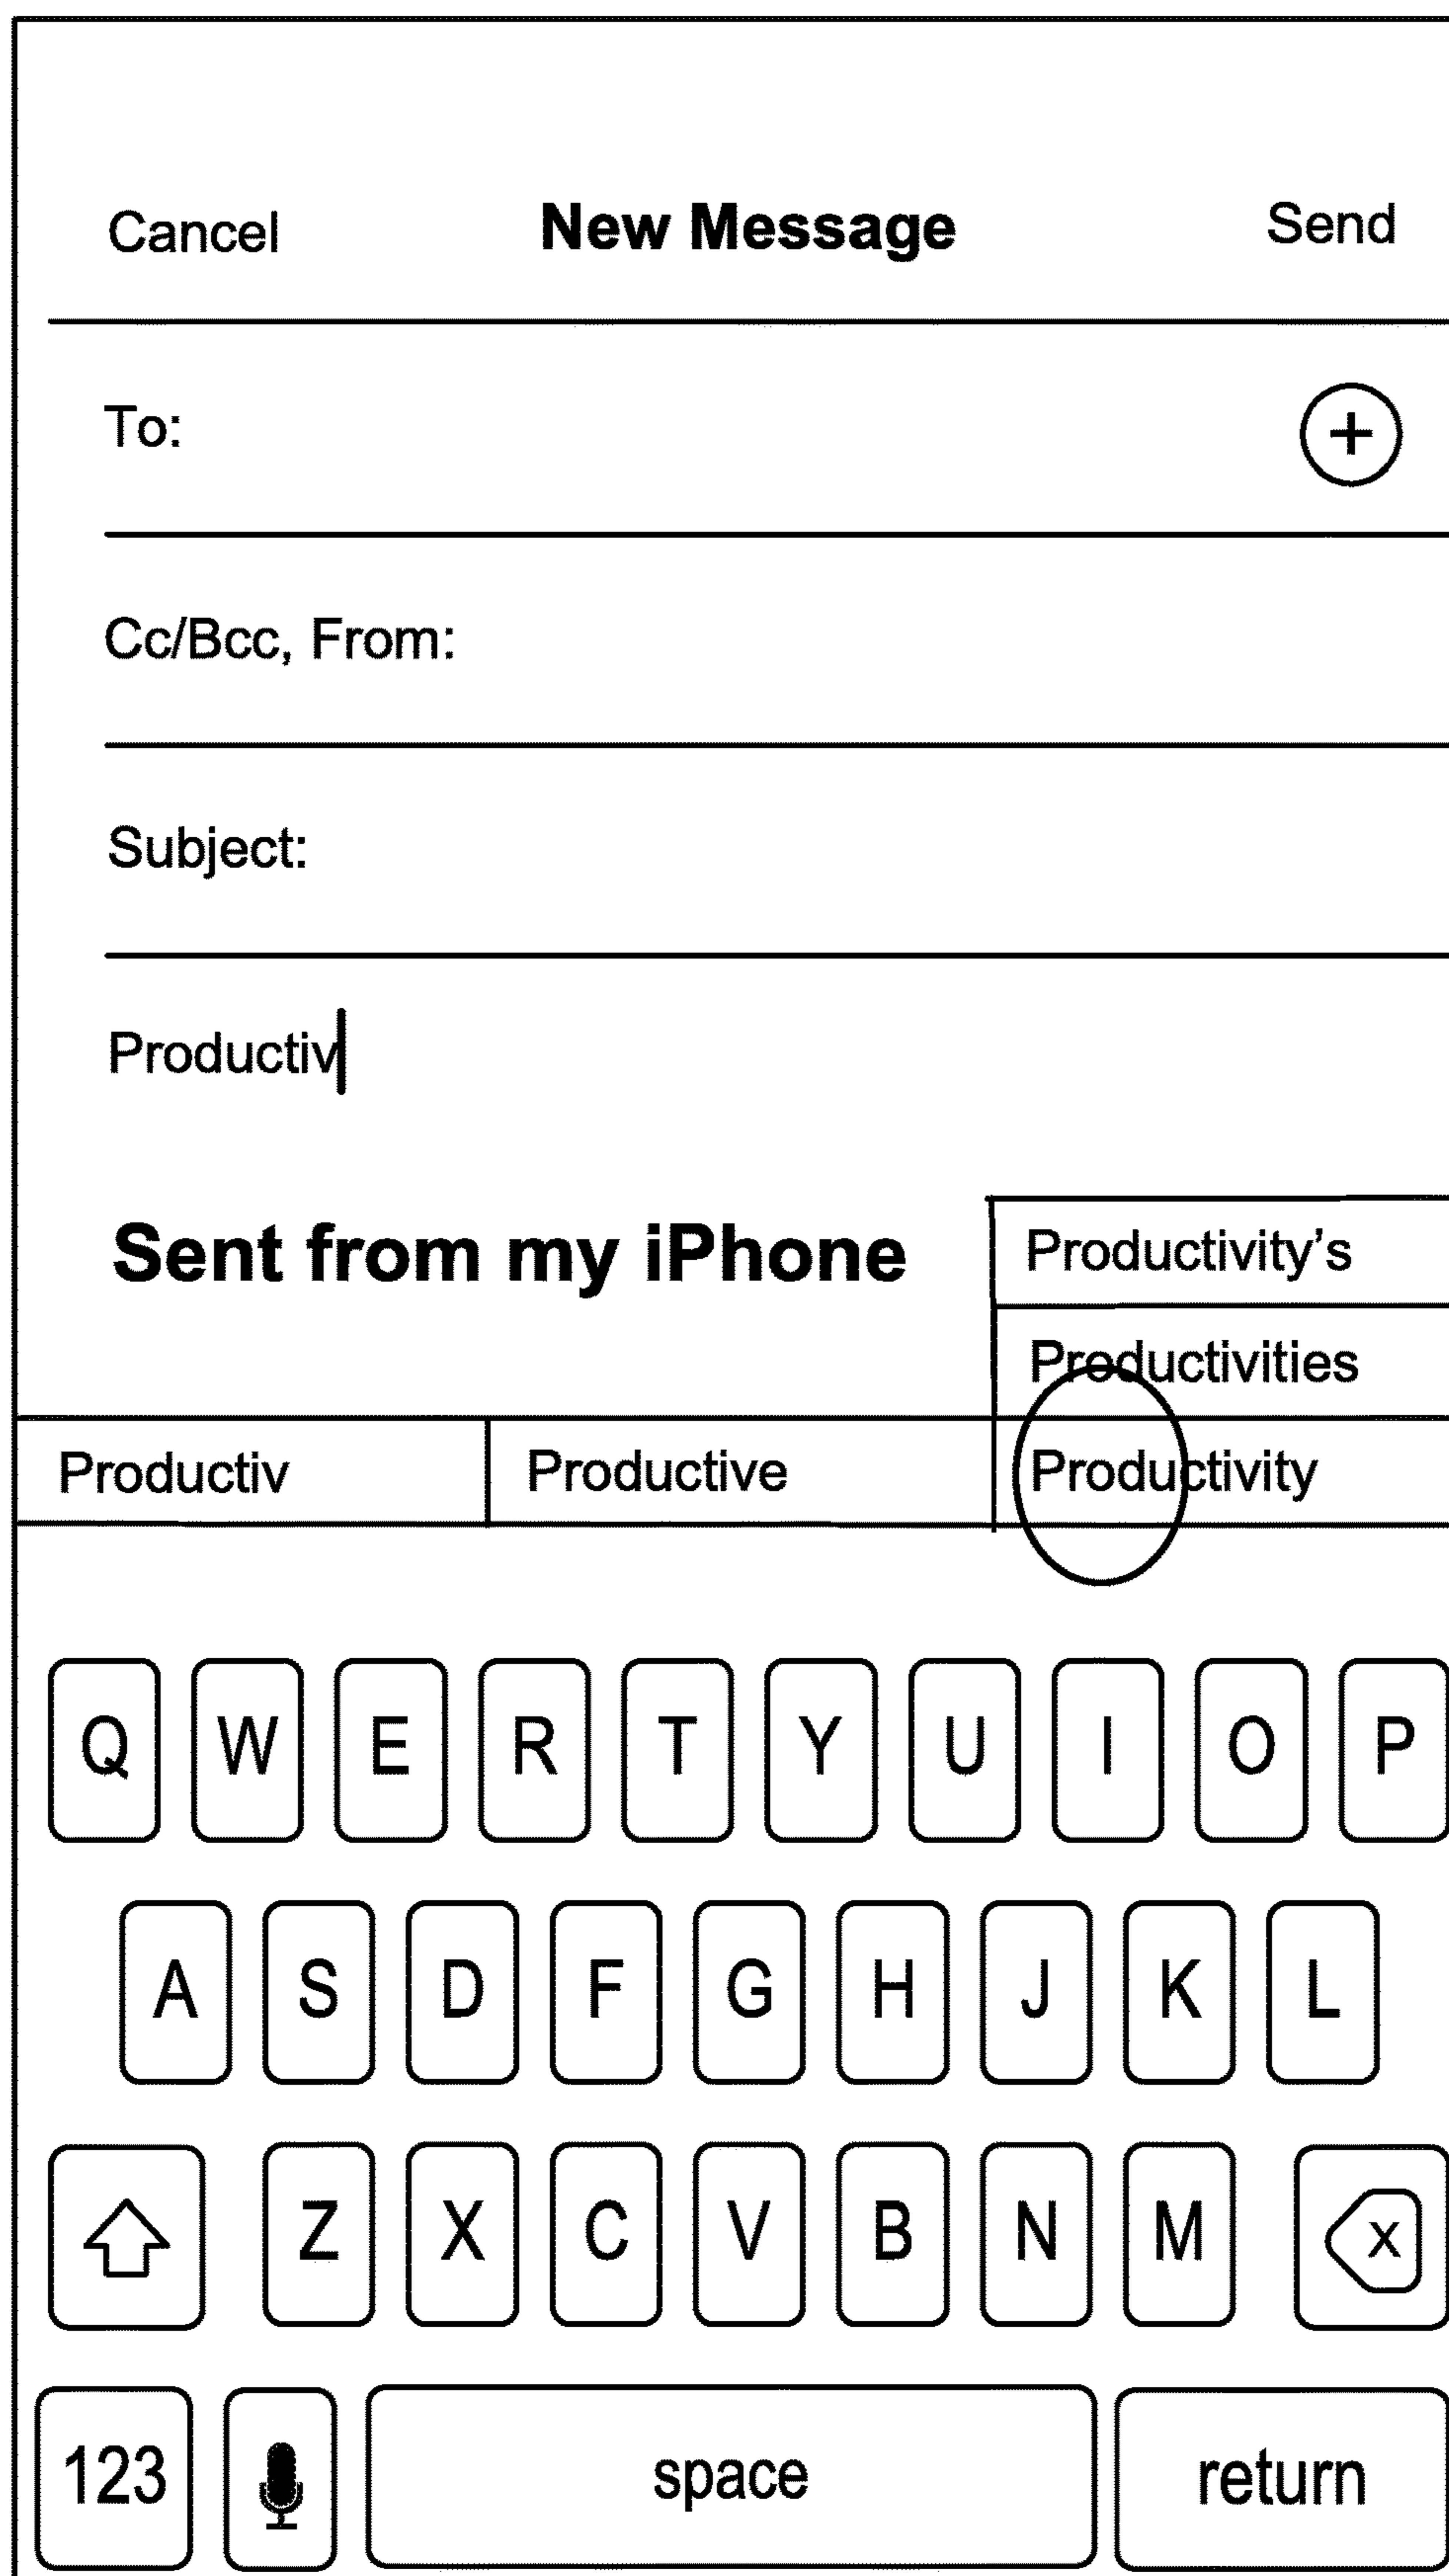 Cancel New Message Send
To: +
Cc/Bcc, From:
Subject:
Productiv
Sent from my iPhone
Productivity's
Productivities
Productiv Productive Productivity
Q W E R T Y U I O P
A S D F G H J K L
Z X C V B N M X
123 space return